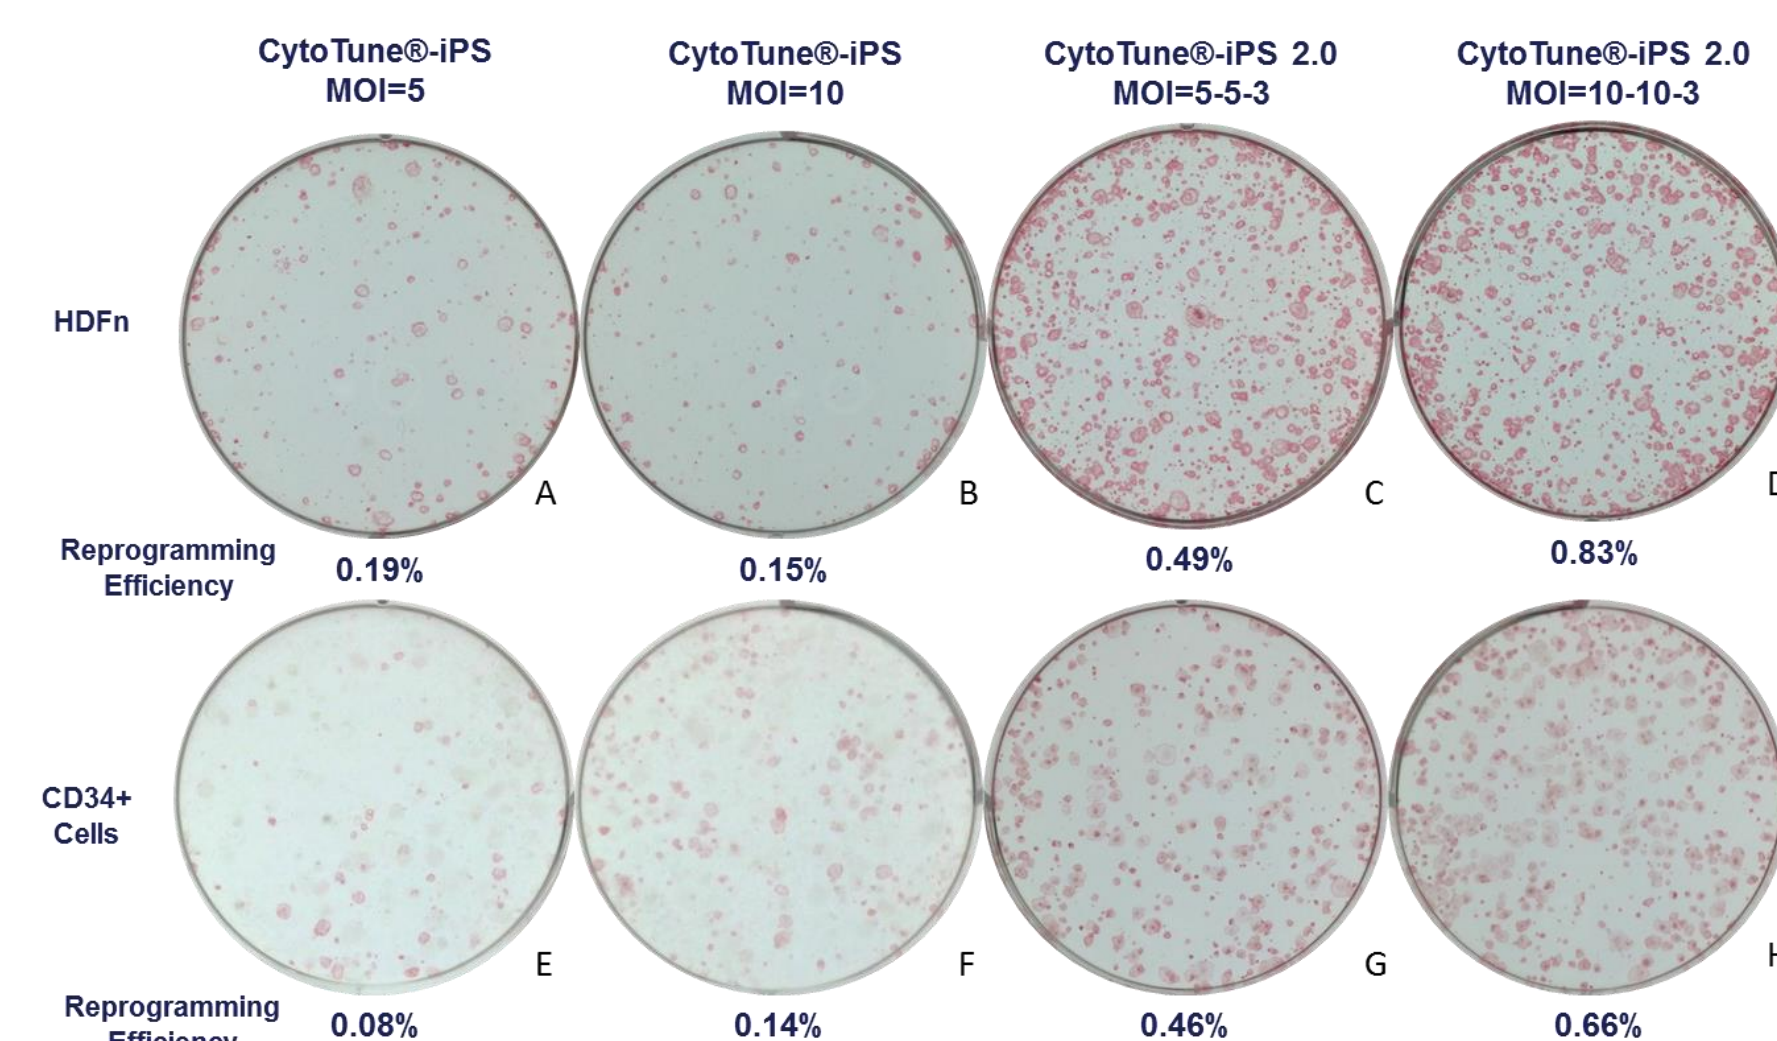 CytoTune®-iPS
MOI=5
CytoTune®-iPS
MOI=10
CytoTune®-iPS 2.0
MOI=5-5-3
CytoTune®-iPS 2.0
MOI=10-10-3
HDFn
A
B
C
D
Reprogramming
Efficiency
0.19%
0.15%
0.49%
0.83%
CD34+
Cells
E
F
G
H
Reprogramming
Efficiency
0.08%
0.14%
0.46%
0.66%